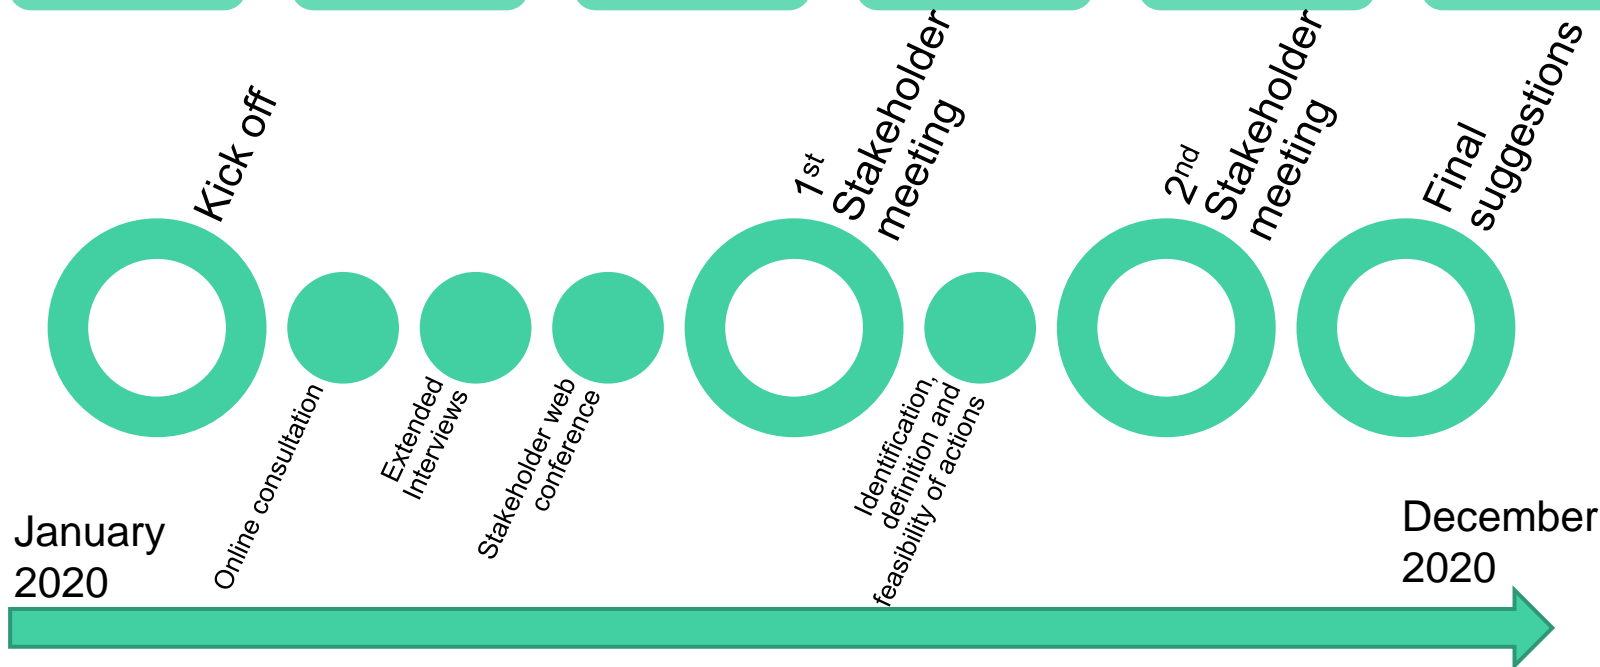 Kick off
1st
Stakeholder
meeting
2nd
Stakeholder
meeting
Final
suggestions
Online consultation
Extended
Interviews
Stakeholder web
conference
Identification,
definition and
feasibility of actions
January
2020
December
2020